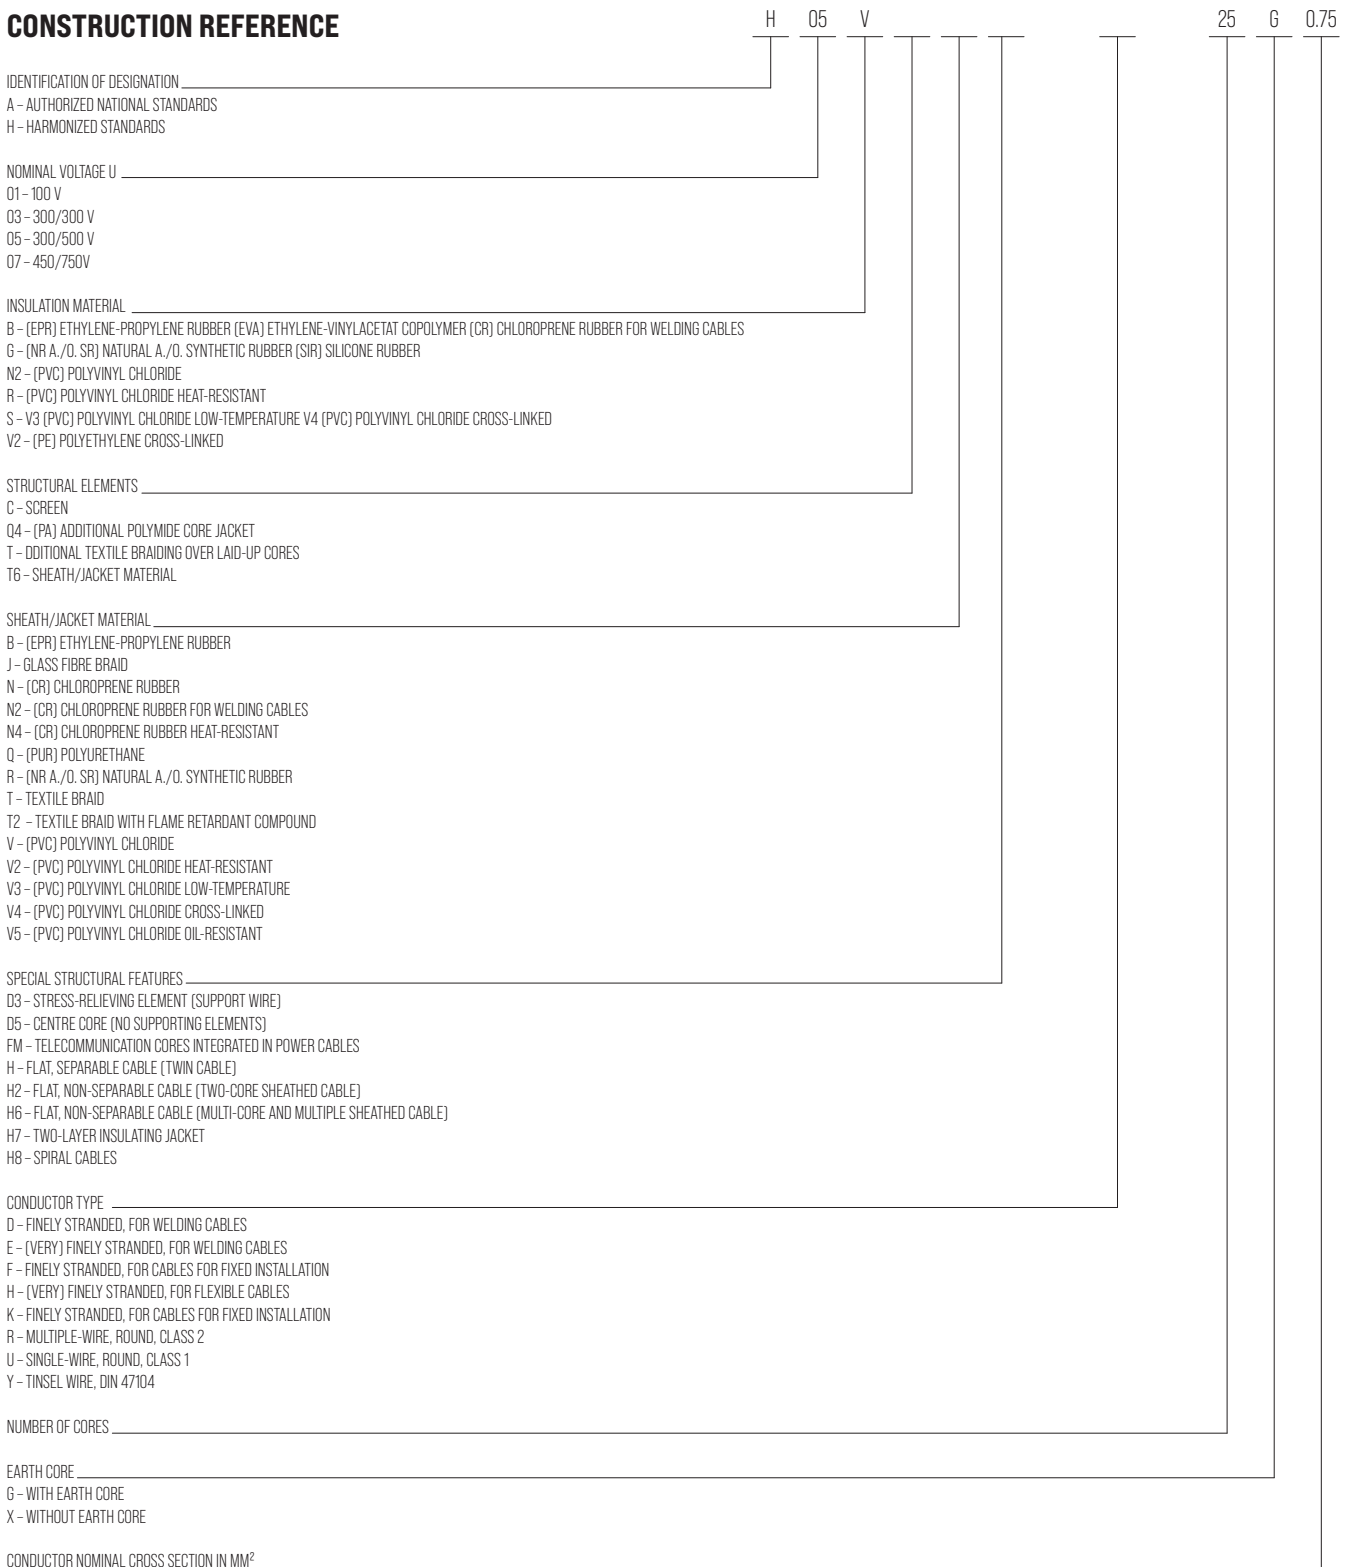 CONSTRUCTION REFERENCE
H 05 V 25 G 0.75
IDENTIFICATION OF DESIGNATION
A – AUTHORIZED NATIONAL STANDARDS
H – HARMONIZED STANDARDS
NOMINAL VOLTAGE U
01 – 100 V
03 – 300/300 V
05 – 300/500 V
07 – 450/750V
INSULATION MATERIAL
B – (EPR) ETHYLENE-PROPYLENE RUBBER (EVA) ETHYLENE-VINYLACETAT COPOLYMER (CR) CHLOROPRENE RUBBER FOR WELDING CABLES
G – (NR A./O. SR) NATURAL A./O. SYNTHETIC RUBBER (SIR) SILICONE RUBBER
N2 – (PVC) POLYVINYL CHLORIDE
R – (PVC) POLYVINYL CHLORIDE HEAT-RESISTANT
S – V3 (PVC) POLYVINYL CHLORIDE LOW-TEMPERATURE V4 (PVC) POLYVINYL CHLORIDE CROSS-LINKED
V2 – (PE) POLYETHYLENE CROSS-LINKED
STRUCTURAL ELEMENTS
C – SCREEN
Q4 – (PA) ADDITIONAL POLYMIDE CORE JACKET
T – DDITIONAL TEXTILE BRAIDING OVER LAID-UP CORES
T6 – SHEATH/JACKET MATERIAL
SHEATH/JACKET MATERIAL
B – (EPR) ETHYLENE-PROPYLENE RUBBER
J – GLASS FIBRE BRAID
N – (CR) CHLOROPRENE RUBBER
N2 – (CR) CHLOROPRENE RUBBER FOR WELDING CABLES
N4 – (CR) CHLOROPRENE RUBBER HEAT-RESISTANT
Q – (PUR) POLYURETHANE
R – (NR A./O. SR) NATURAL A./O. SYNTHETIC RUBBER
T – TEXTILE BRAID
T2 – TEXTILE BRAID WITH FLAME RETARDANT COMPOUND
V – (PVC) POLYVINYL CHLORIDE
V2 – (PVC) POLYVINYL CHLORIDE HEAT-RESISTANT
V3 – (PVC) POLYVINYL CHLORIDE LOW-TEMPERATURE
V4 – (PVC) POLYVINYL CHLORIDE CROSS-LINKED
V5 – (PVC) POLYVINYL CHLORIDE OIL-RESISTANT
SPECIAL STRUCTURAL FEATURES
D3 – STRESS-RELIEVING ELEMENT (SUPPORT WIRE)
D5 – CENTRE CORE (NO SUPPORTING ELEMENTS)
FM – TELECOMMUNICATION CORES INTEGRATED IN POWER CABLES
H – FLAT, SEPARABLE CABLE (TWIN CABLE)
H2 – FLAT, NON-SEPARABLE CABLE (TWO-CORE SHEATHED CABLE)
H6 – FLAT, NON-SEPARABLE CABLE (MULTI-CORE AND MULTIPLE SHEATHED CABLE)
H7 – TWO-LAYER INSULATING JACKET
H8 – SPIRAL CABLES
CONDUCTOR TYPE
D – FINELY STRANDED, FOR WELDING CABLES
E – (VERY) FINELY STRANDED, FOR WELDING CABLES
F – FINELY STRANDED, FOR CABLES FOR FIXED INSTALLATION
H – (VERY) FINELY STRANDED, FOR FLEXIBLE CABLES
K – FINELY STRANDED, FOR CABLES FOR FIXED INSTALLATION
R – MULTIPLE-WIRE, ROUND, CLASS 2
U – SINGLE-WIRE, ROUND, CLASS 1
Y – TINSEL WIRE, DIN 47104
NUMBER OF CORES
EARTH CORE
G – WITH EARTH CORE
X – WITHOUT EARTH CORE
CONDUCTOR NOMINAL CROSS SECTION IN MM²